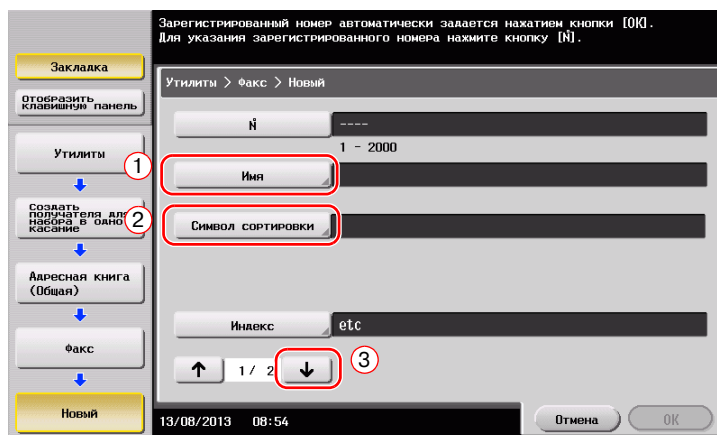 Зарегистрированный номер автоматически задается нахатием кнопки [OK].
Для указания зарегистрированного номера нажмите кнопку [№].
Закладка
Отобразить
клавишную панель
Утилиты
Создать
получателя для
набора в одно
касание
Адресная книга
(Общая)
Факс
Новый
Утилиты > Факс > Новый
№ ----
1 - 2000
1 Имя
2 Символ сортировки
Индекс etc
↑ 1/ 2 ↓ 3
13/08/2013 08:54
Отмена OK